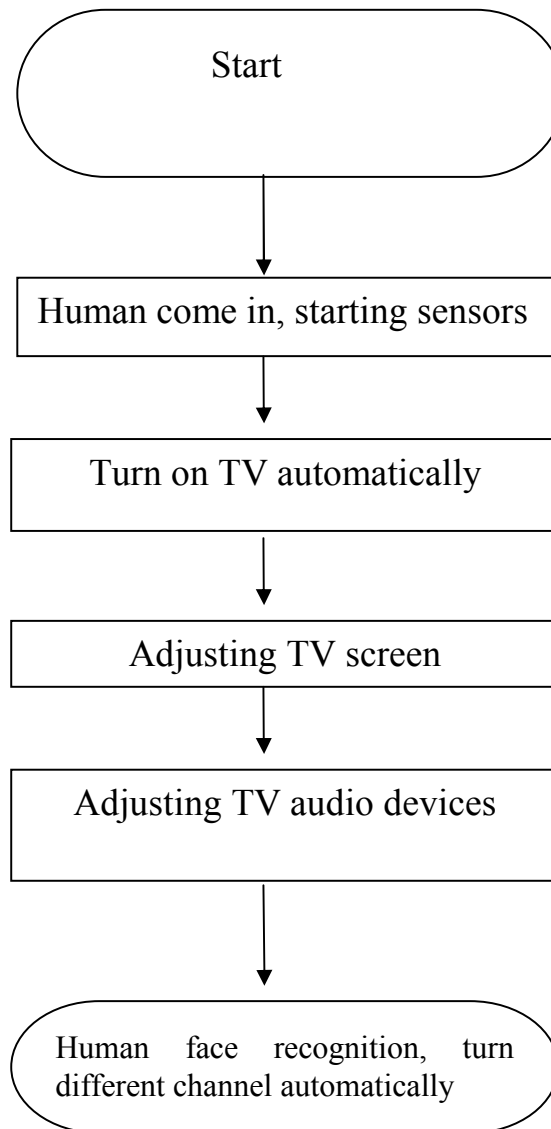 Start
Human come in, starting sensors
Turn on TV automatically
Adjusting TV screen
Adjusting TV audio devices
Human face recognition, turn
different channel automatically